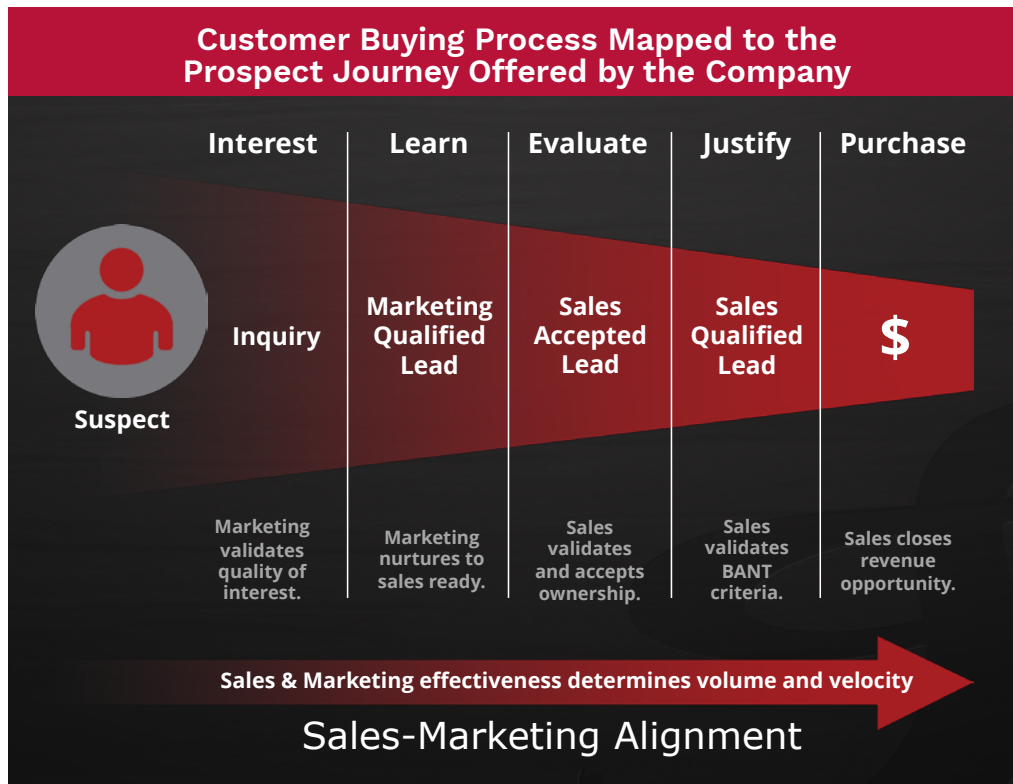 Customer Buying Process Mapped to the
Prospect Journey Offered by the Company
Interest
Learn
Evaluate
Justify
Purchase
Suspect
Inquiry
Marketing
Qualified
Lead
Sales
Accepted
Lead
Sales
Qualified
Lead
$
Marketing
validates
quality of
interest.
Marketing
nurtures to
sales ready.
Sales
validates
and accepts
ownership.
Sales
validates
BANT
criteria.
Sales closes
revenue
opportunity.
Sales & Marketing effectiveness determines volume and velocity
Sales-Marketing Alignment